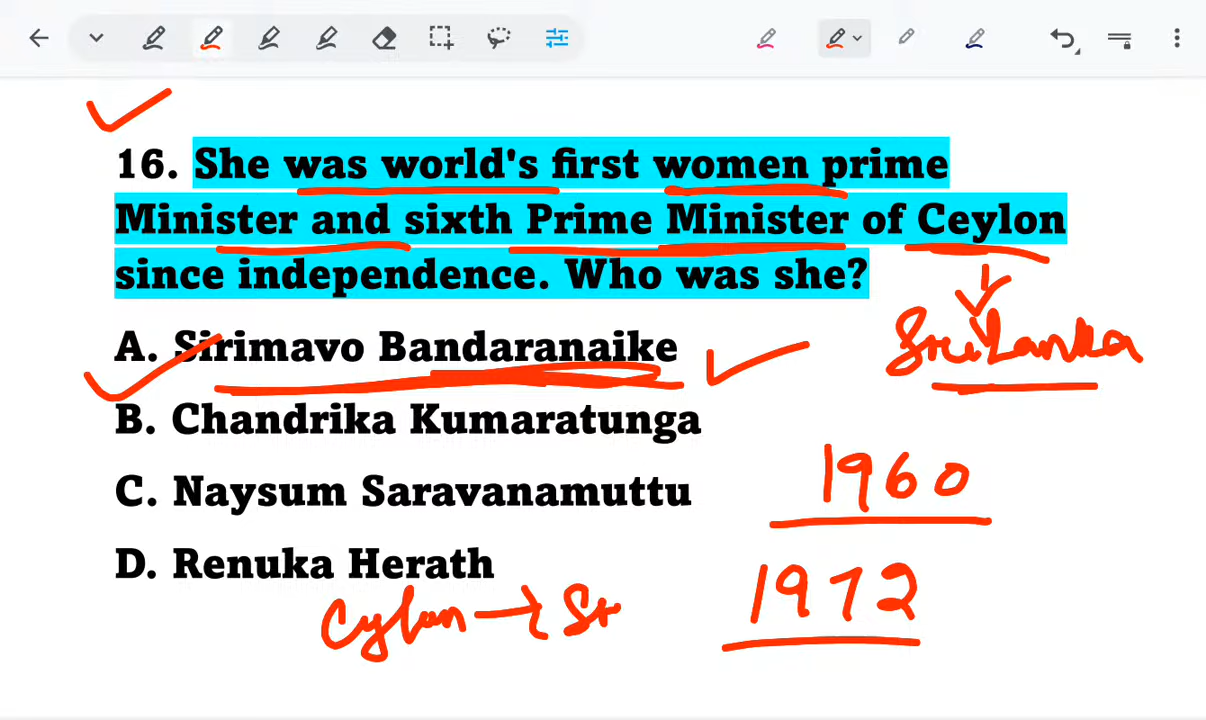 16. She was world's first women prime
Minister and sixth Prime Minister of Ceylon
since independence. Who was she?
Sri Lanka
A. Sirimavo Bandaranaike
B. Chandrika Kumaratunga
1960
C. Naysum Saravanamuttu
D. Renuka Herath
1972
Cylon → Sr